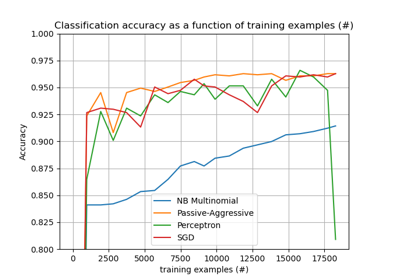 Classification accuracy as a function of training examples (#)
1.000
0.975
0.950
0.925
0.900
0.875
0.850
0.825
0.800
Accuracy
NB Multinomial
Passive-Aggressive
Perceptron
SGD
0 2500 5000 7500 10000 12500 15000 17500
training examples (#)